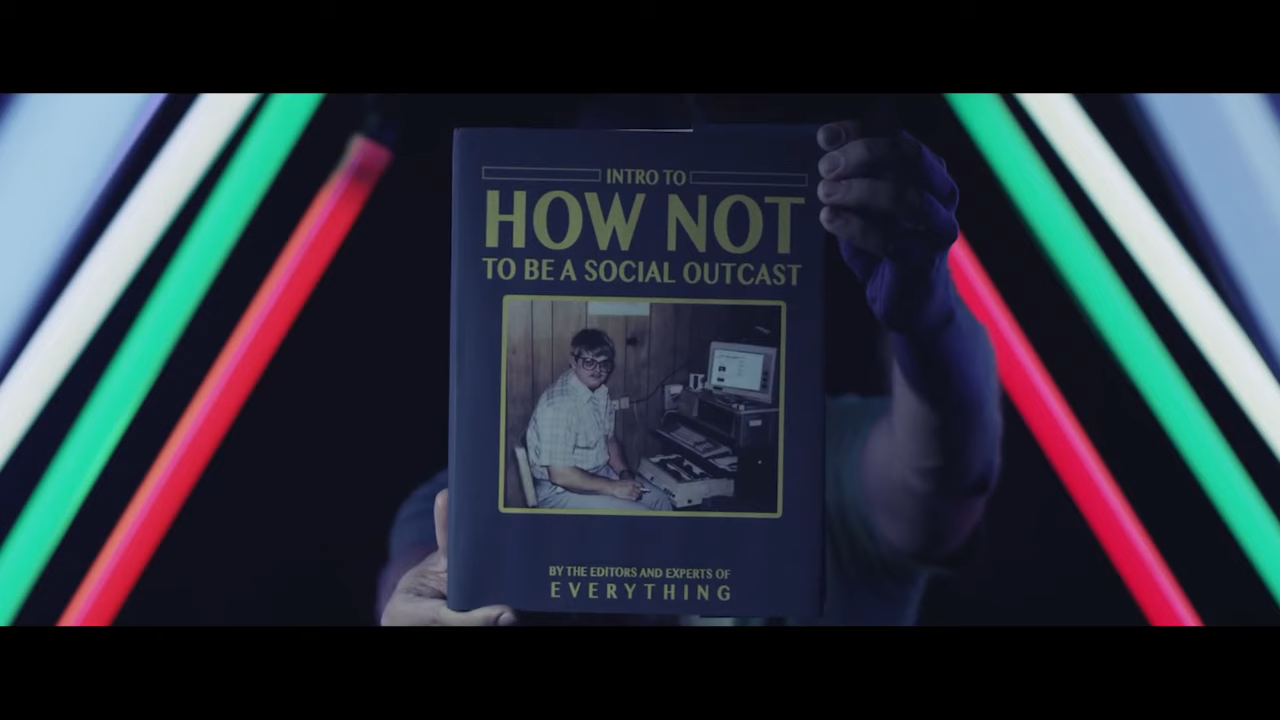 INTRO TO
HOW NOT
TO BE A SOCIAL OUTCAST
BY THE EDITORS AND EXPERTS OF
EVERYTHING